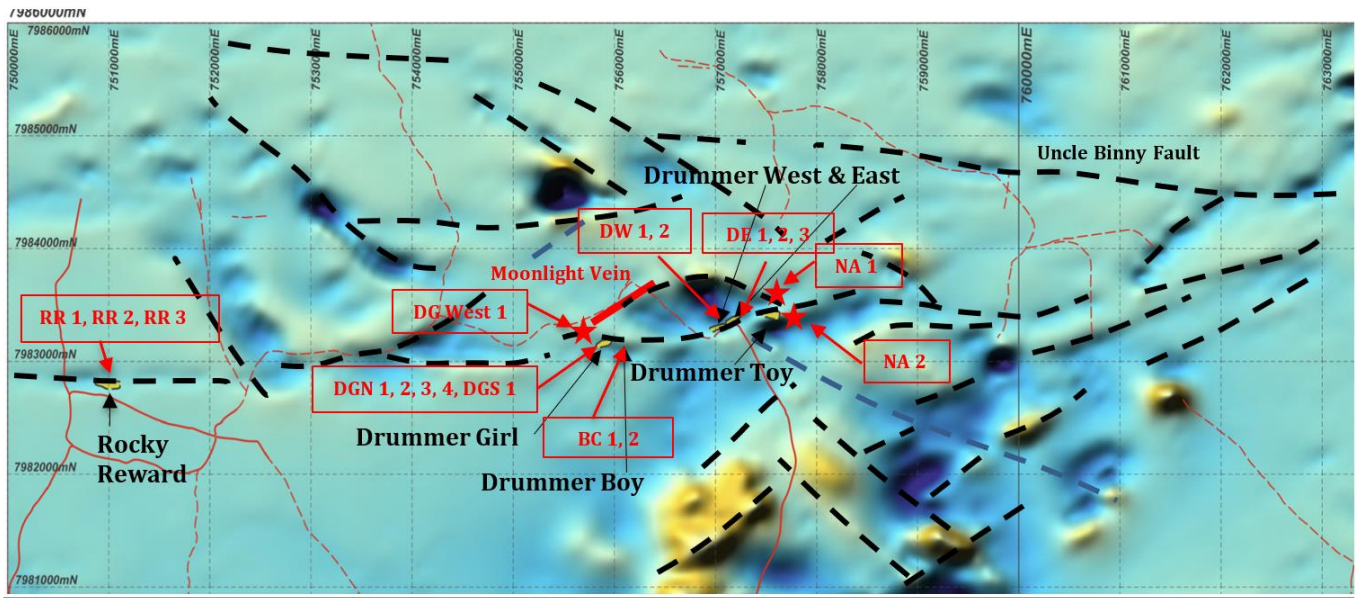 7986000mN
7986000mN
750000mE
751000mE
752000mE
753000mE
754000mE
755000mE
756000mE
757000mE
758000mE
759000mE
760000mE
761000mE
762000mE
763000mE
7985000mN
Uncle Binny Fault
Drummer West & East
7984000mN
DW 1, 2
DE 1, 2, 3
NA 1
Moonlight Vein
RR 1, RR 2, RR 3
DG West 1
7983000mN
NA 2
Drummer Toy
DGN 1, 2, 3, 4, DGS 1
Drummer Girl
BC 1, 2
Rocky
Reward
7982000mN
Drummer Boy
7981000mN